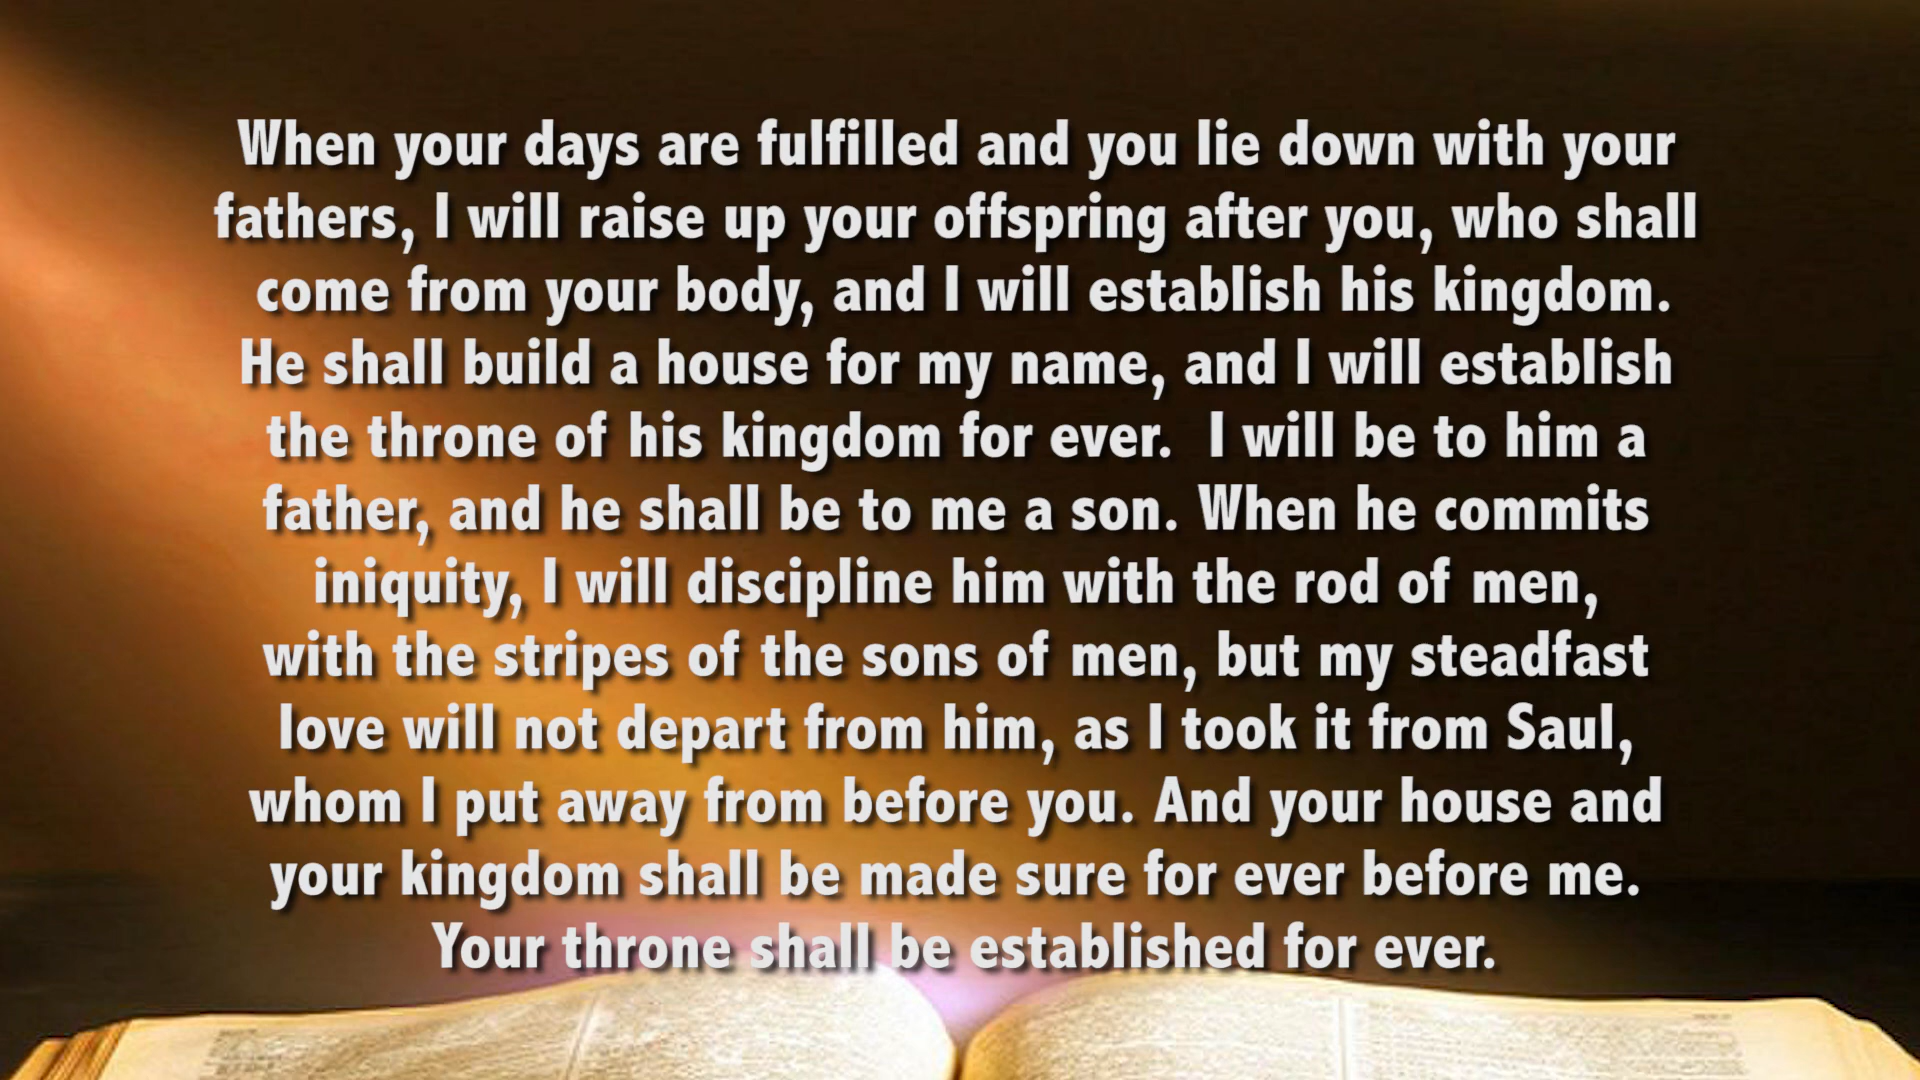 When your days are fulfilled and you lie down with your
fathers, I will raise up your offspring after you, who shall
come from your body, and I will establish his kingdom.
He shall build a house for my name, and I will establish
the throne of his kingdom for ever.  I will be to him a
father, and he shall be to me a son. When he commits
iniquity, I will discipline him with the rod of men,
with the stripes of the sons of men, but my steadfast
love will not depart from him, as I took it from Saul,
whom I put away from before you. And your house and
your kingdom shall be made sure for ever before me.
Your throne shall be established for ever.